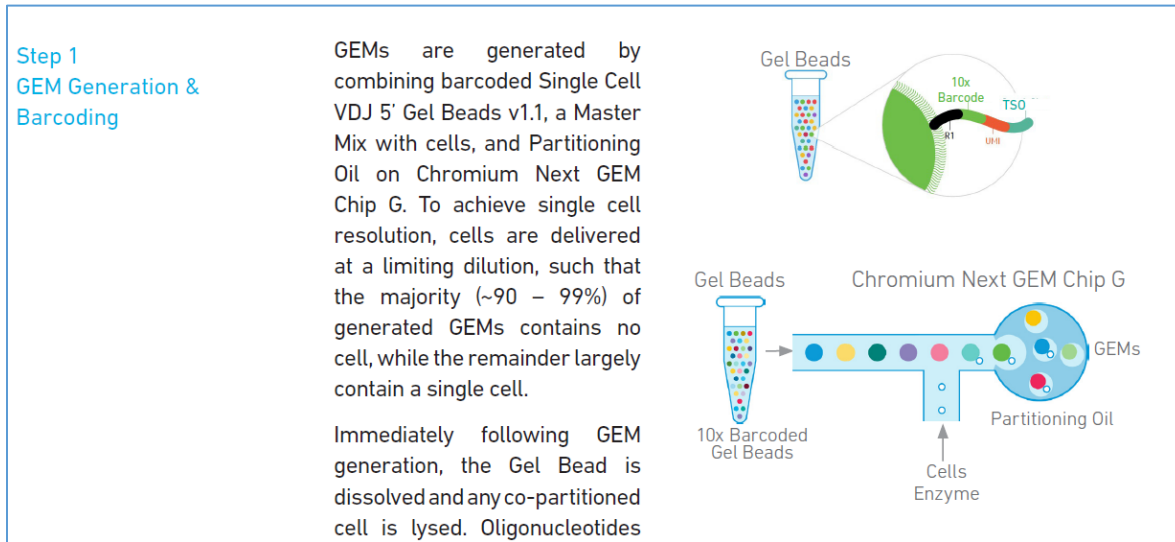 Step 1
GEM Generation &
Barcoding
GEMs are generated by
combining barcoded Single Cell
VDJ 5’ Gel Beads v1.1, a Master
Mix with cells, and Partitioning
Oil on Chromium Next GEM
Chip G. To achieve single cell
resolution, cells are delivered
at a limiting dilution, such that
the majority (~90 – 99%) of
generated GEMs contains no
cell, while the remainder largely
contain a single cell.
Immediately following GEM
generation, the Gel Bead is
dissolved and any co-partitioned
cell is lysed. Oligonucleotides
Gel Beads
10x
Barcode
TSO
R1
UMI
Gel Beads
Chromium Next GEM Chip G
GEMs
Partitioning Oil
10x Barcoded
Gel Beads
Cells
Enzyme